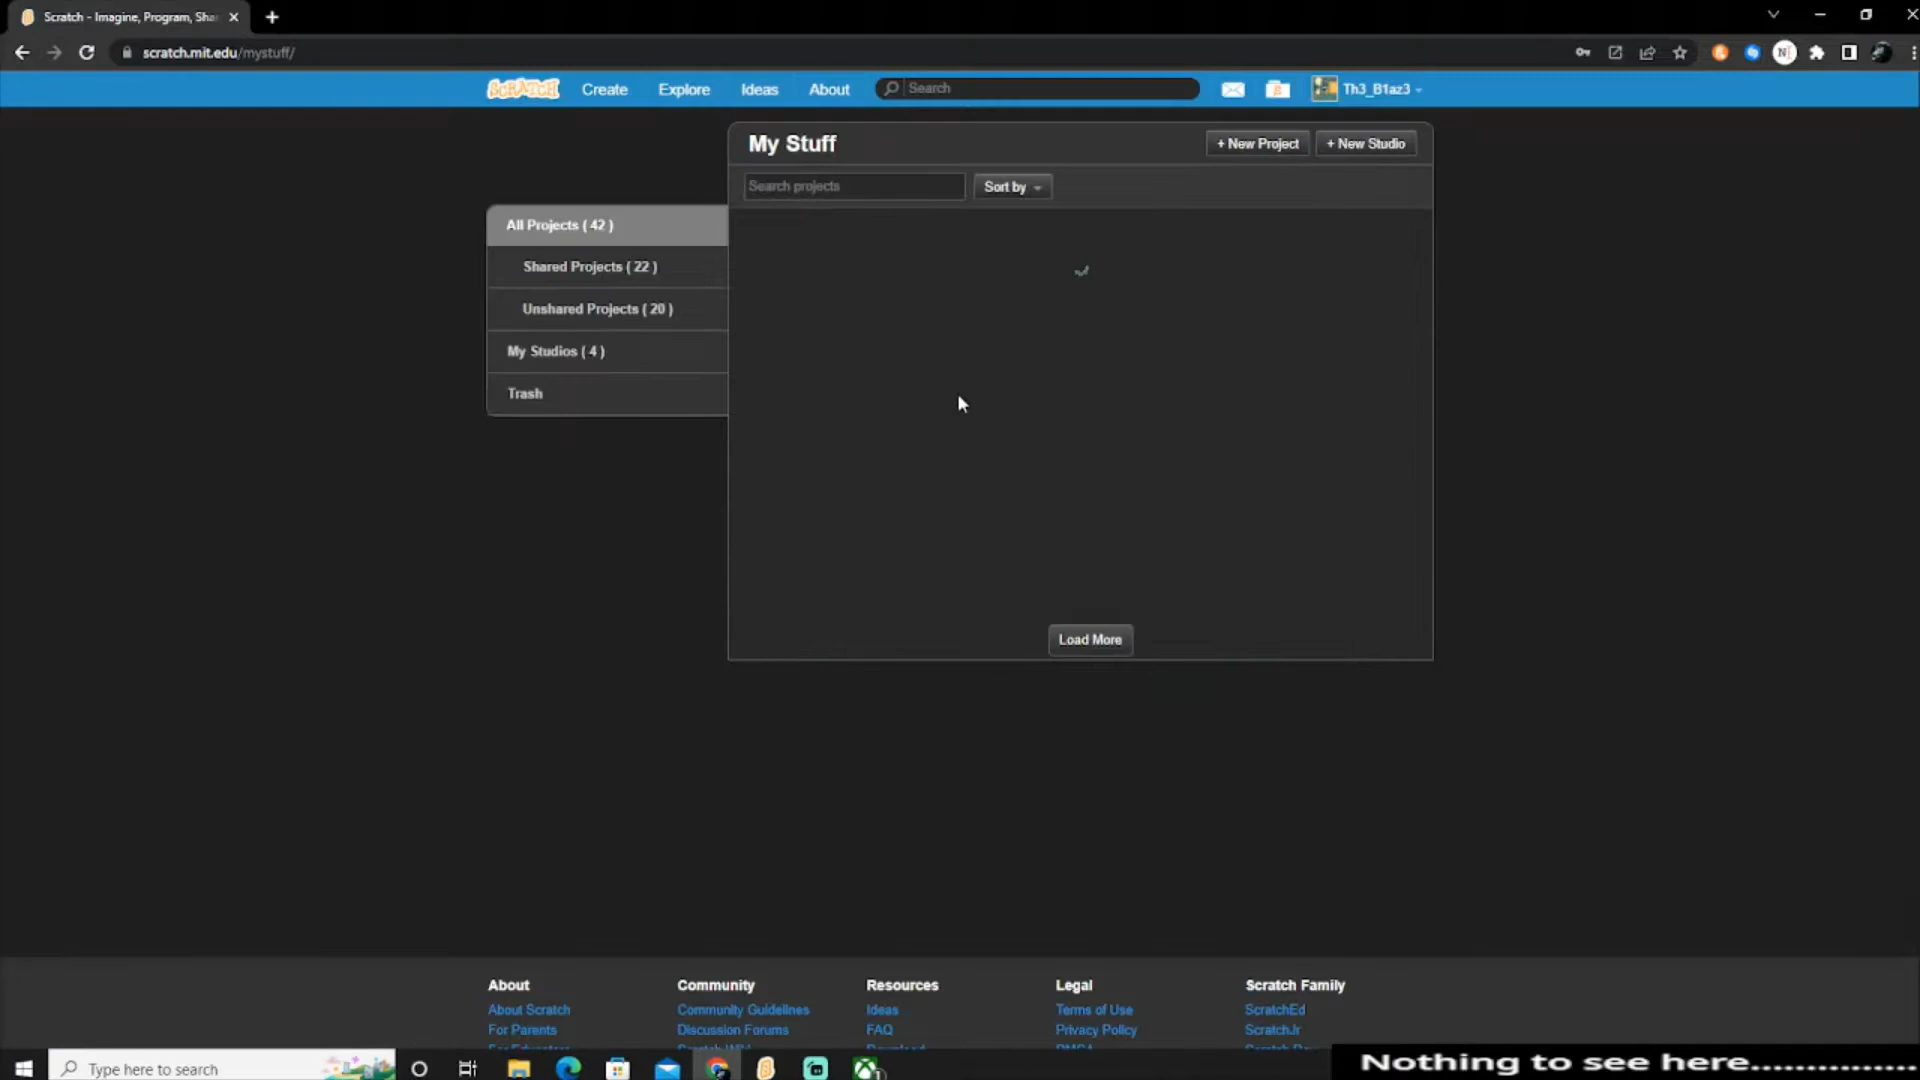 Scratch - Imagine, Program, Sha
scratch.mit.edu/mystuff/
SCRATCH Create Explore Ideas About Search Th3_B1az3
My Stuff + New Project + New Studio
Search projects Sort by
All Projects ( 42 )
Shared Projects ( 22 )
Unshared Projects ( 20 )
My Studios ( 4 )
Trash
Load More
About Community Resources Legal Scratch Family
About Scratch Community Guidelines Ideas Terms of Use ScratchEd
For Parents Discussion Forums FAQ Privacy Policy ScratchJr
Type here to search
Nothing to see here...............